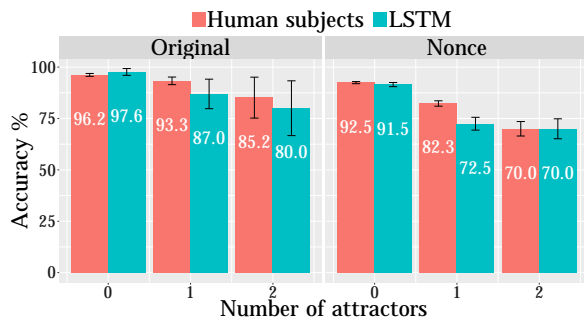 Human subjects LSTM
Original Nonce
100
75
50
25
0
Accuracy %
96.2 97.6 93.3 87.0 85.2 80.0
92.5 91.5 82.3 72.5 70.0 70.0
0 1 2 0 1 2
Number of attractors